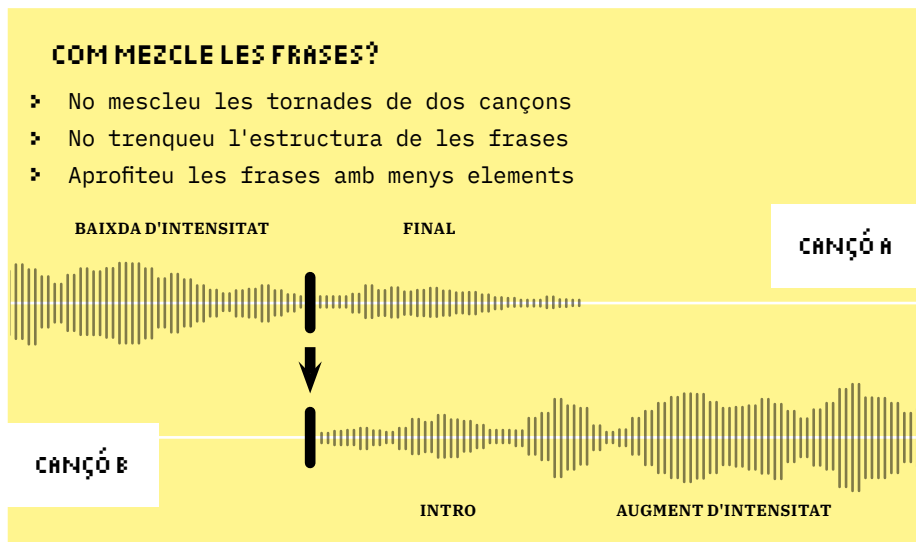 COM MEZCLE LES FRASES?
No mescleu les tornades de dos cançons
No trenqueu l'estructura de les frases
Aprofiteu les frases amb menys elements
BAIXDA D'INTENSITAT
FINAL
CANÇÓ A
CANÇÓ B
INTRO
AUGMENT D'INTENSITAT